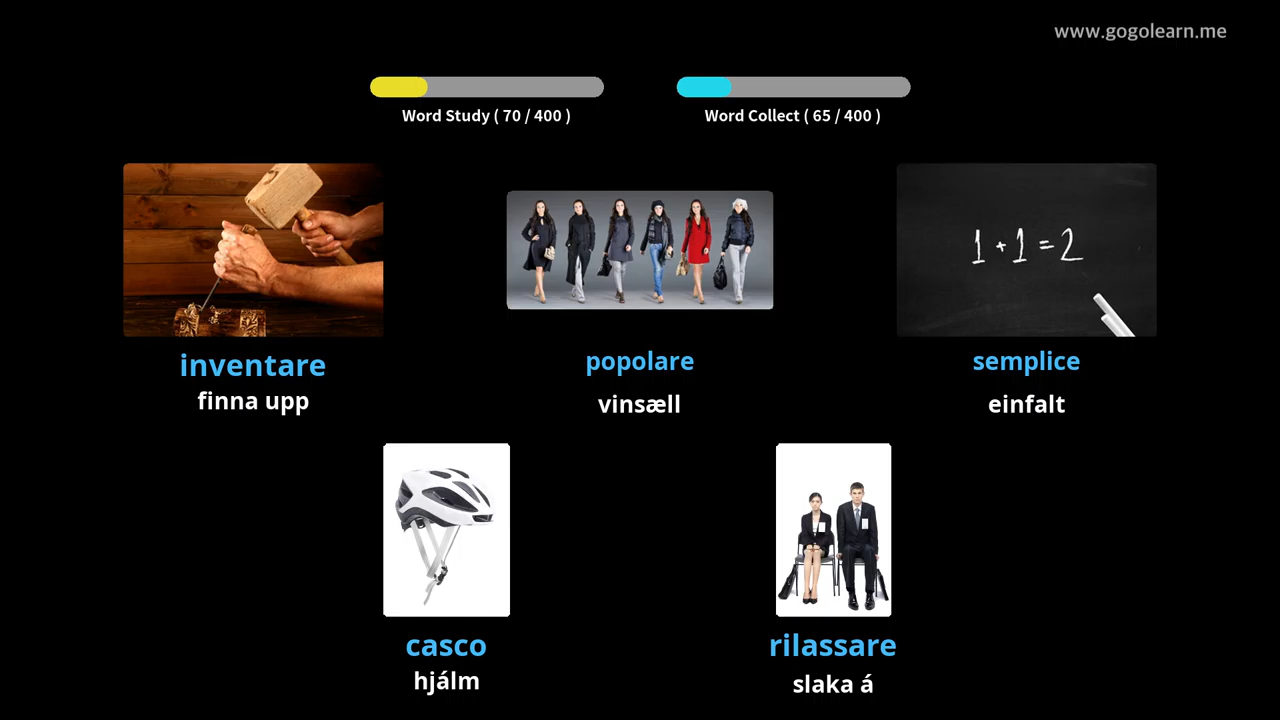 www.gogolearn.me
Word Study ( 70 / 400 )
Word Collect ( 65 / 400 )
1 + 1 = 2
inventare
finna upp
popolare
vinsæll
semplice
einfalt
casco
hjálm
rilassare
slaka á